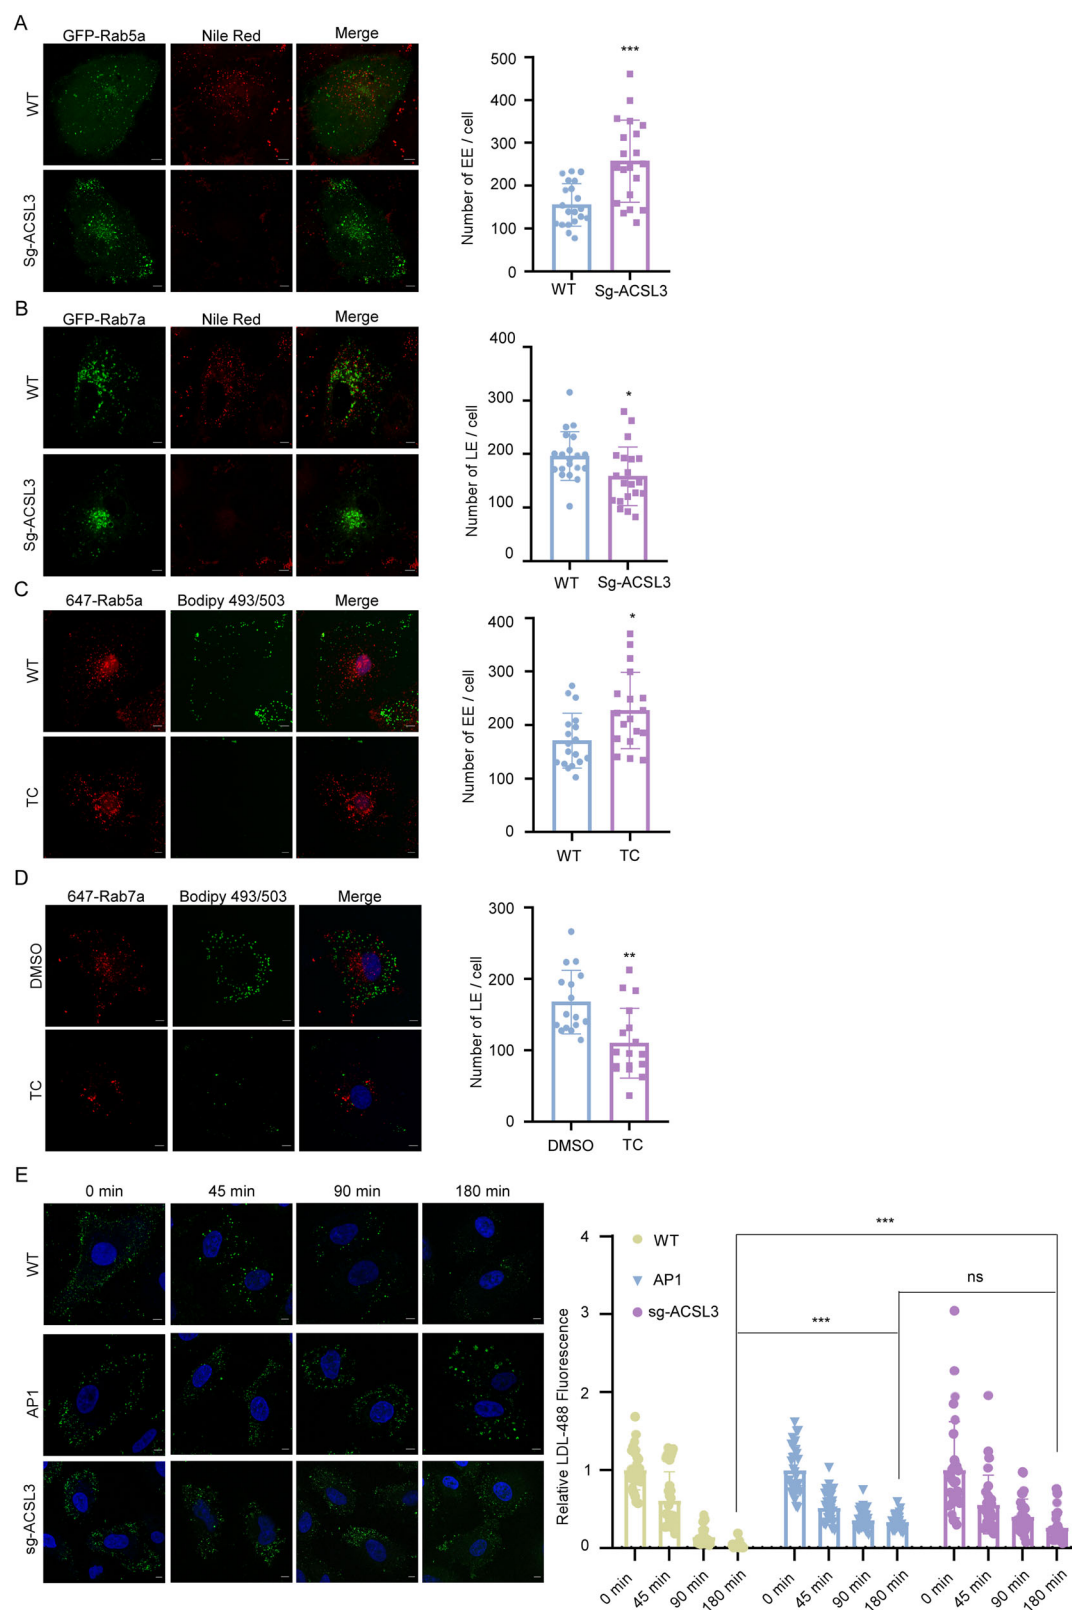 A
GFP-Rab5a Nile Red Merge
WT
Sg-ACSL3
Number of EE / cell
500
400
300
200
100
0
***
WT Sg-ACSL3
B
GFP-Rab7a Nile Red Merge
WT
Sg-ACSL3
Number of LE / cell
400
300
200
100
0
*
WT Sg-ACSL3
C
647-Rab5a Bodipy 493/503 Merge
WT
TC
Number of EE / cell
400
300
200
100
0
*
WT TC
D
647-Rab7a Bodipy 493/503 Merge
DMSO
TC
Number of LE / cell
300
200
100
0
**
DMSO TC
E
0 min 45 min 90 min 180 min
WT
AP1
sg-ACSL3
Relative LDL-488 Fluorescence
4
3
2
1
0
WT
AP1
sg-ACSL3
***
ns
***
0 min 45 min 90 min 180 min 0 min 45 min 90 min 180 min 0 min 45 min 90 min 180 min